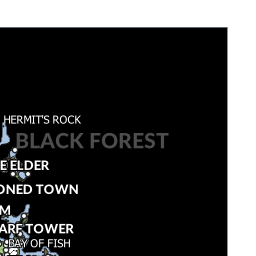 HERMIT'S ROCK
BLACK FOREST
E ELDER
ONED TOWN
M
ARF TOWER
BAY OF FISH